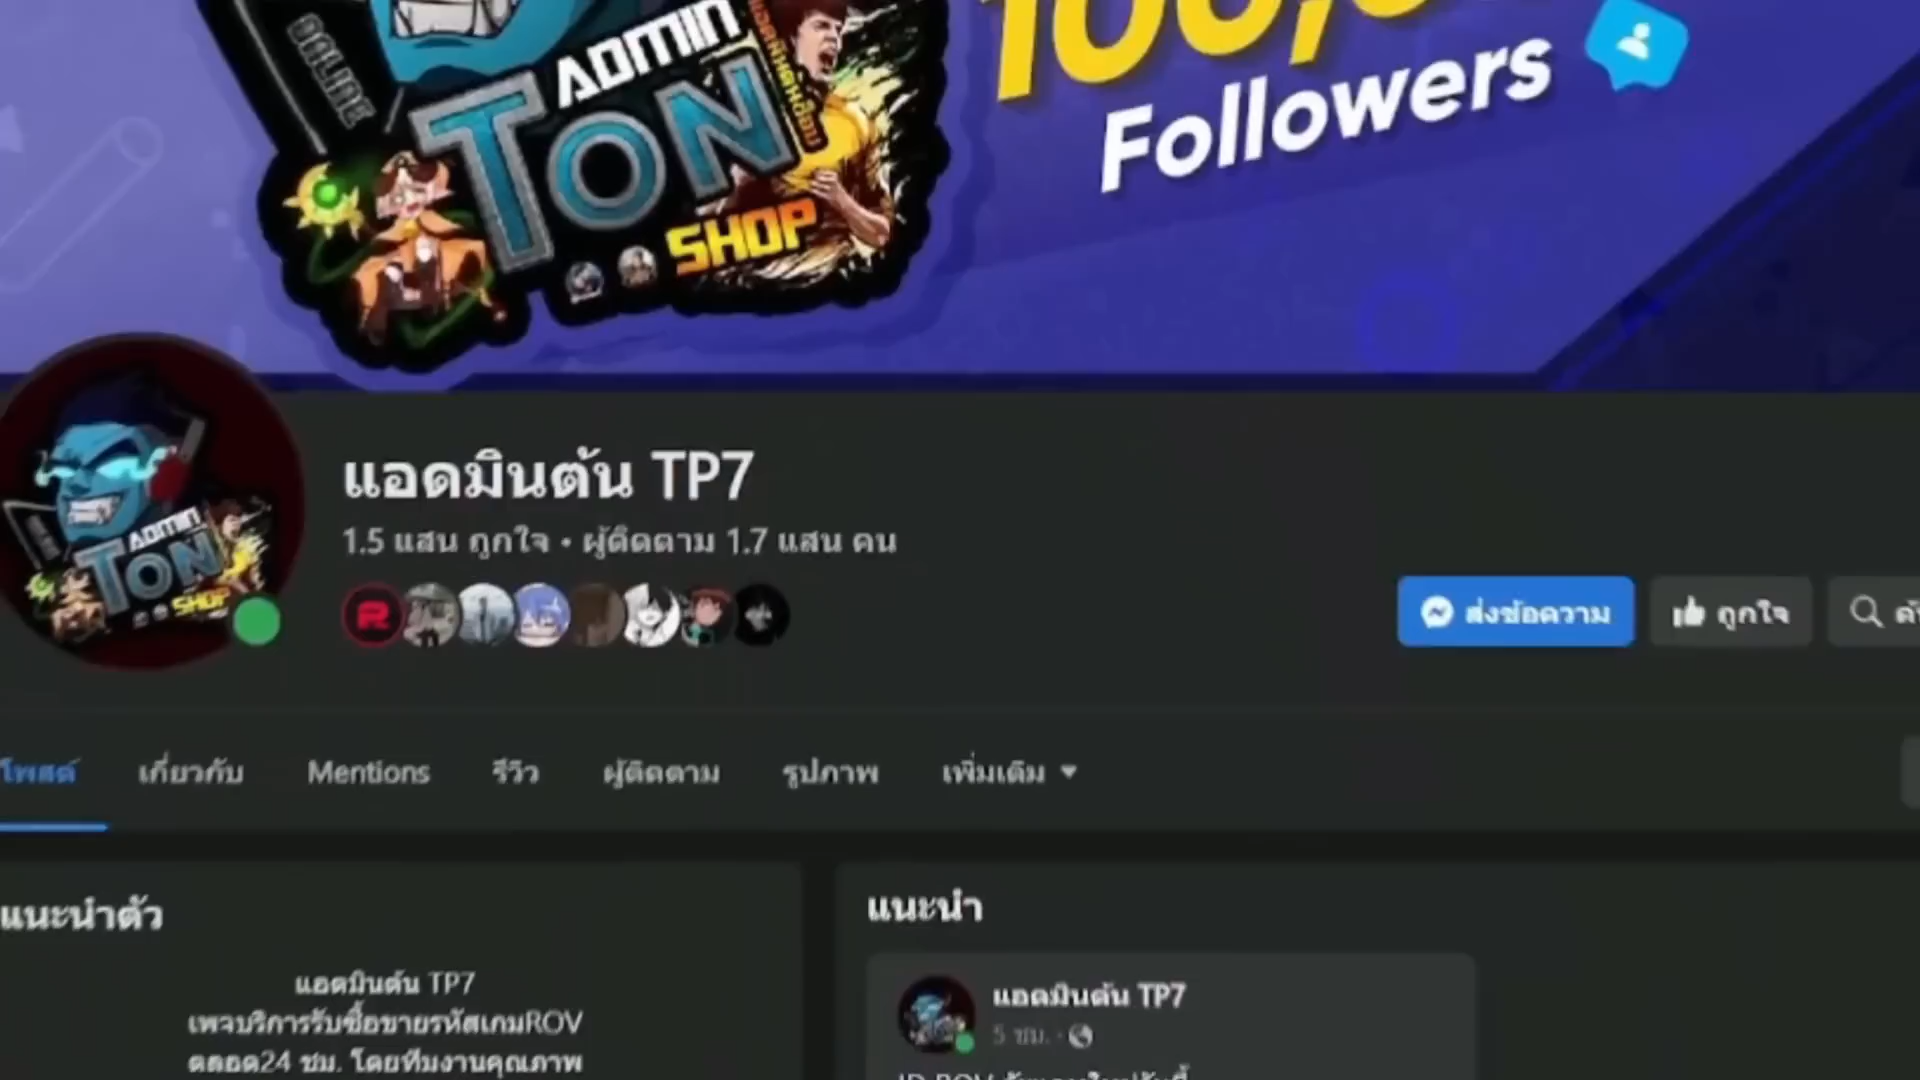 ONLINE
ADMIN
TON
SHOP
Followers
ADMIN
TON
SHOP
แอดมินต้น TP7
1.5 แสน ถูกใจ • ผู้ติดตาม 1.7 แสน คน
R
ส่งข้อความ
ถูกใจ
โพสต์
เกี่ยวกับ
Mentions
รีวิว
ผู้ติดตาม
รูปภาพ
เพิ่มเติม
แนะนำตัว
แนะนำ
แอดมินต้น TP7
เพจบริการรับซื้อขายรหัสเกมROV
ตลอด24 ชม. โดยทีมงานคุณภาพ
แอดมินต้น TP7
5 ชม. ·